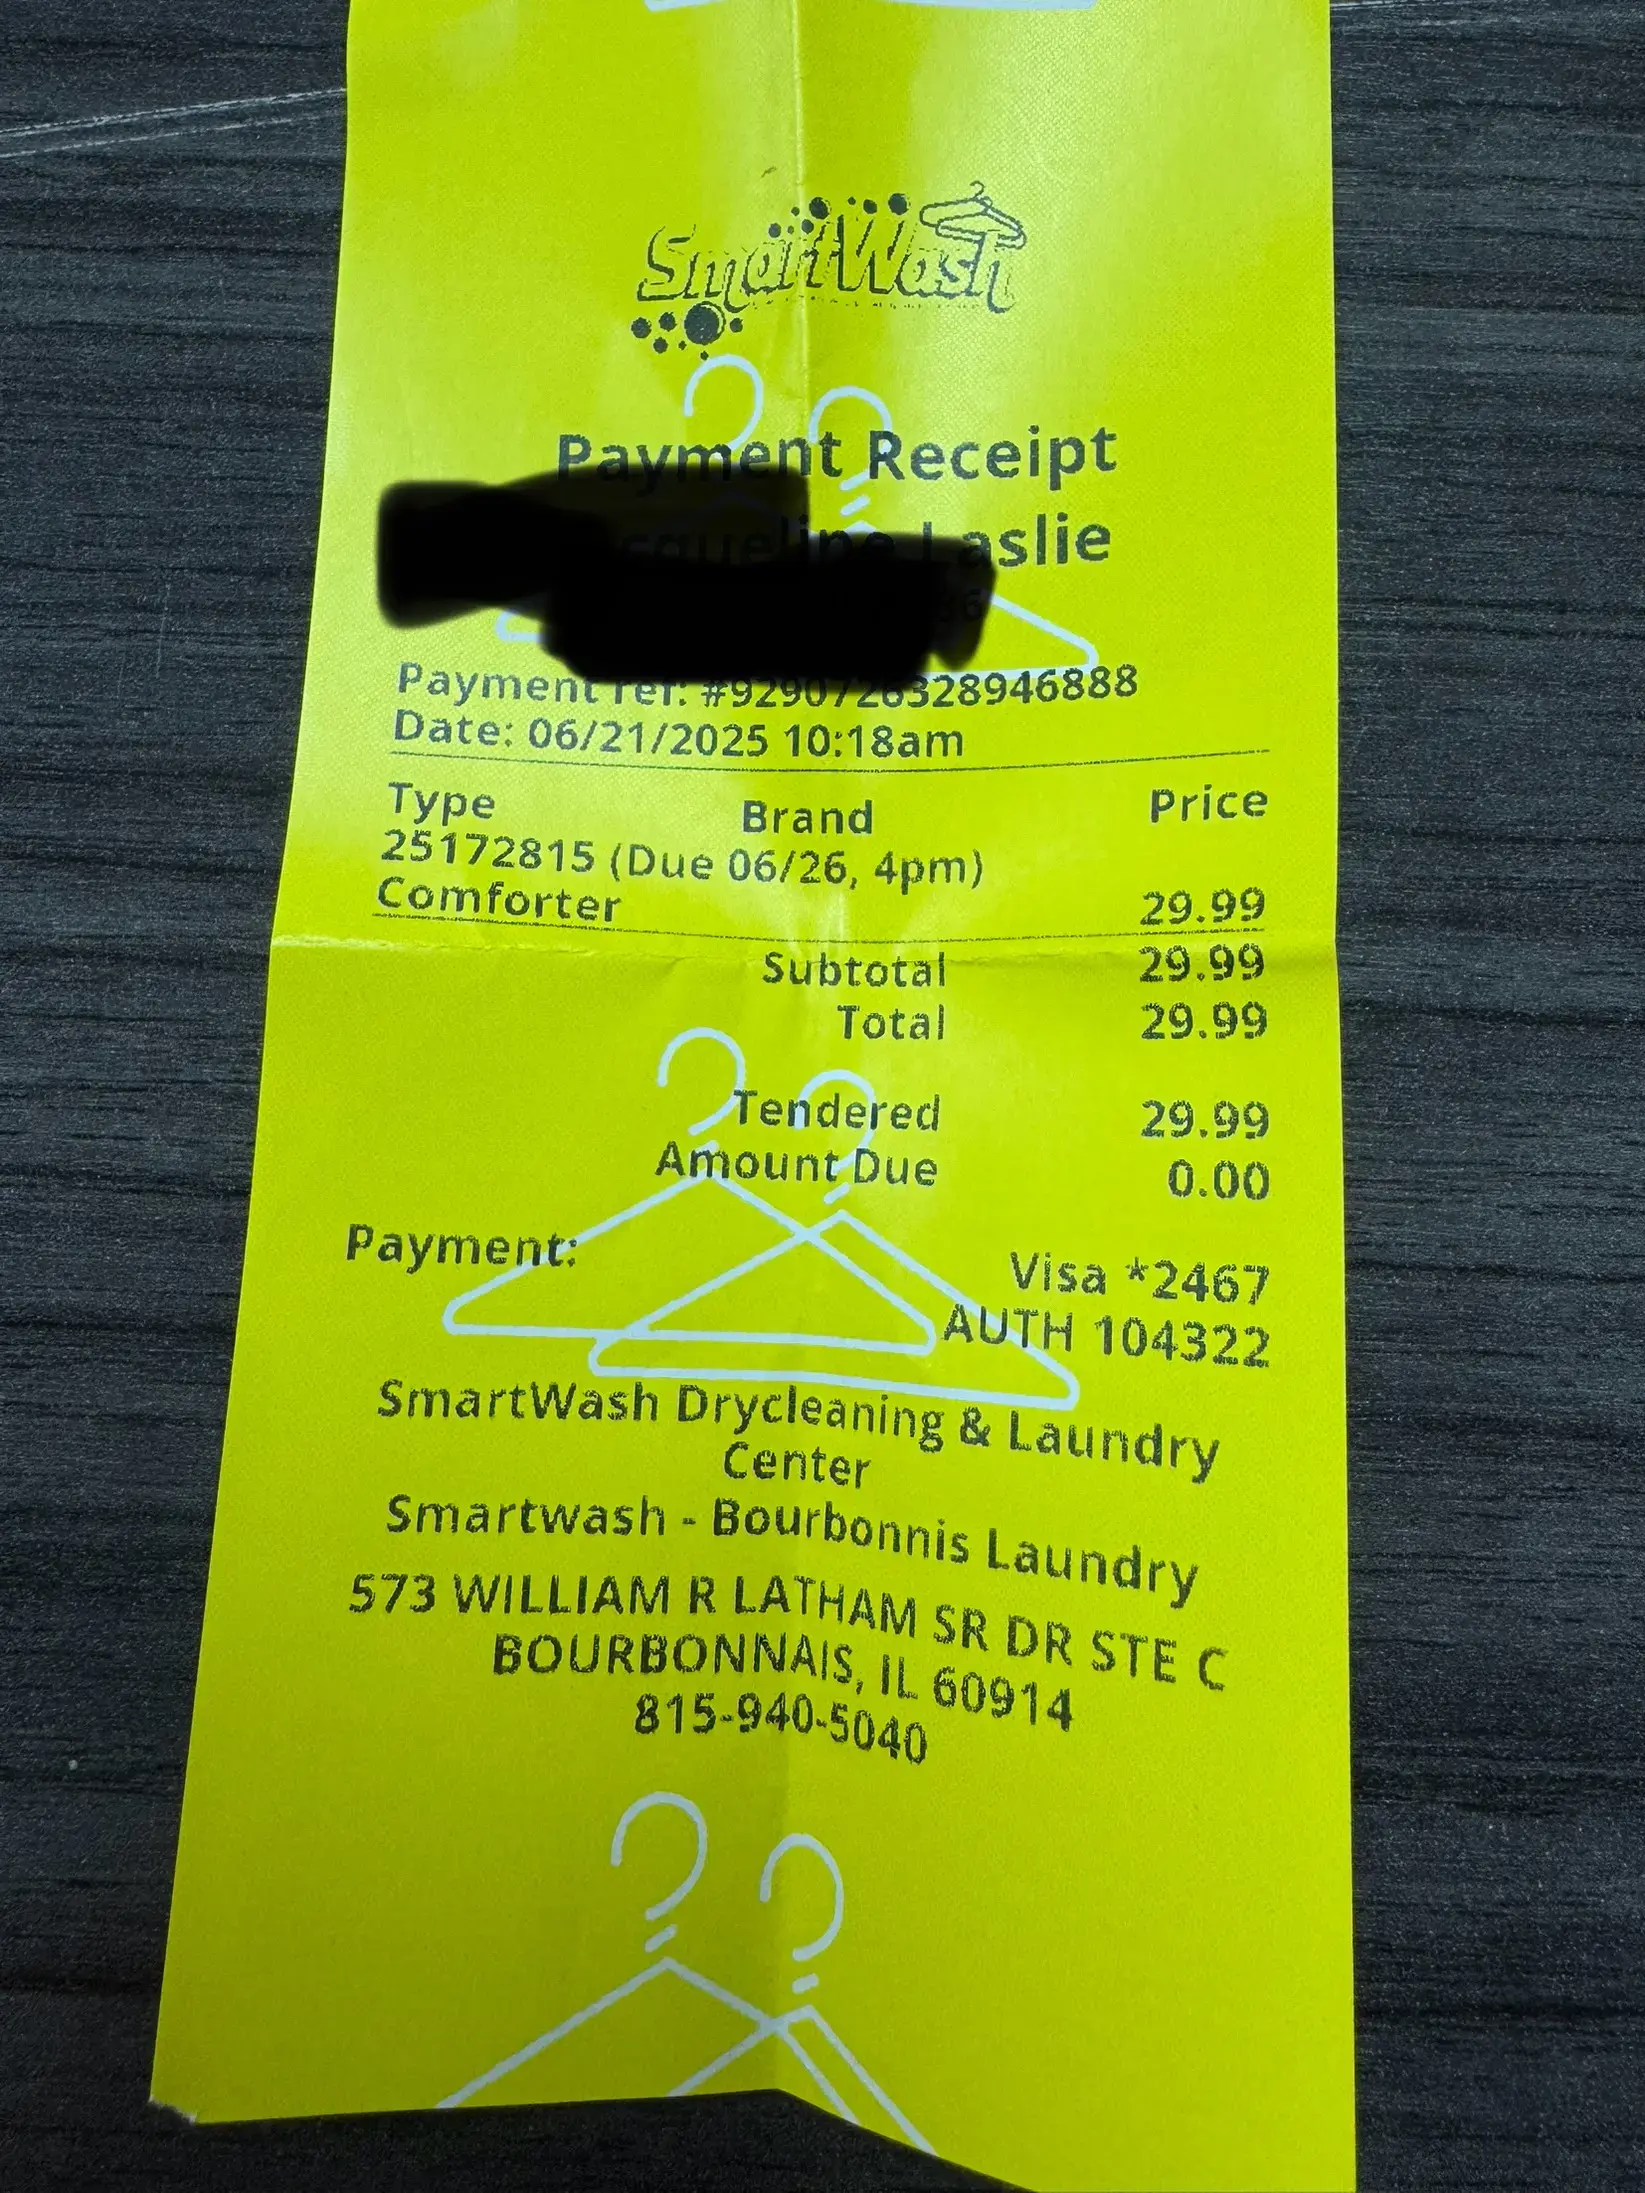 SmartWash
Payment Receipt
Laslie
Payment ref: #9290726328946888
Date: 06/21/2025 10:18am
Type Brand Price
25172815 (Due 06/26, 4pm)
Comforter 29.99
Subtotal 29.99
Total 29.99
Tendered 29.99
Amount Due 0.00
Payment: Visa *2467
AUTH 104322
SmartWash Drycleaning & Laundry
Center
Smartwash - Bourbonnis Laundry
573 WILLIAM R LATHAM SR DR STE C
BOURBONNAIS, IL 60914
815-940-5040